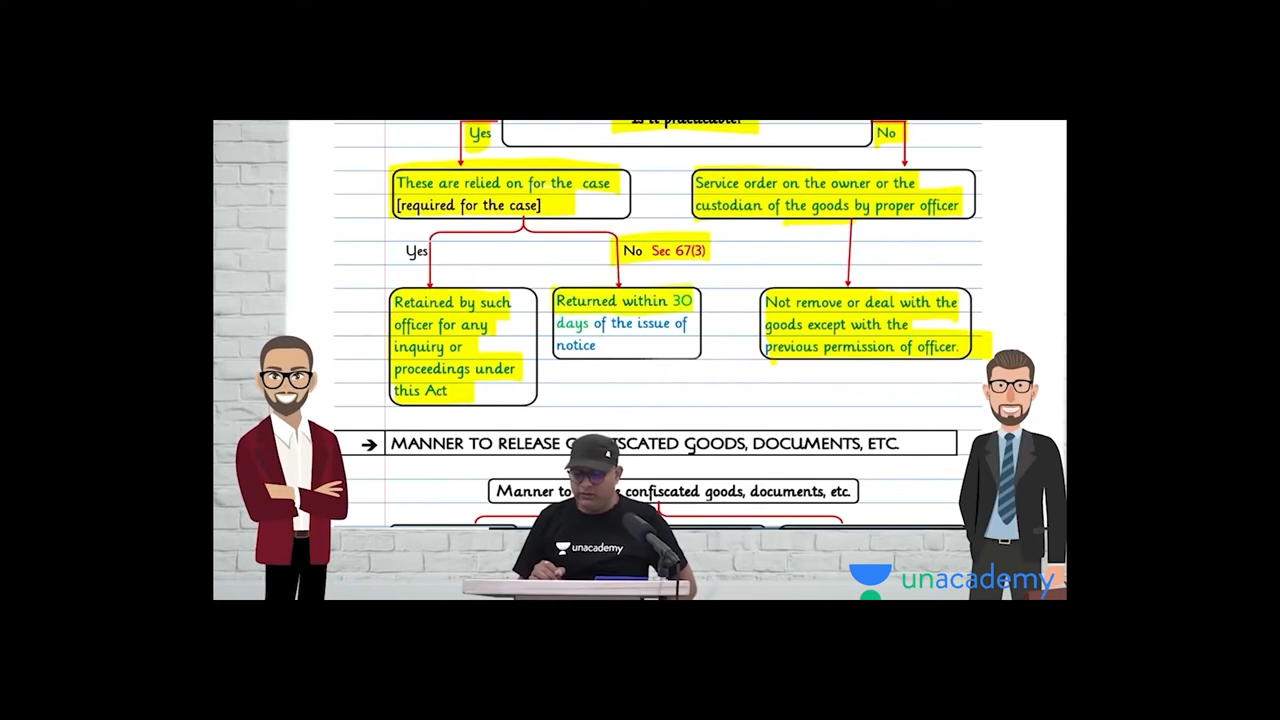 Is it practicable?
Yes
No
These are relied on for the case
[required for the case]
Service order on the owner or the
custodian of the goods by proper officer
Yes
No Sec 67(3)
Retained by such
officer for any
inquiry or
proceedings under
this Act
Returned within 30
days of the issue of
notice
Not remove or deal with the
goods except with the
previous permission of officer.
→ MANNER TO RELEASE C SCATED GOODS, DOCUMENTS, ETC.
Manner to e confiscated goods, documents, etc.
unacademy
unacademy